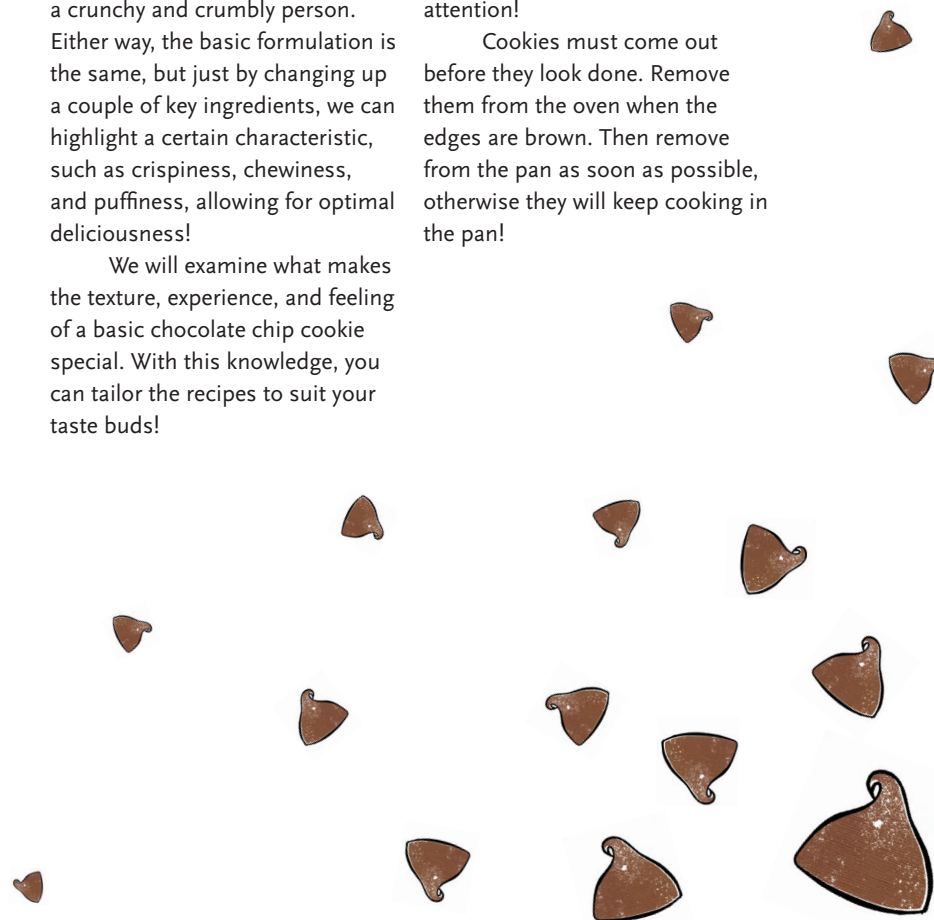 a crunchy and crumbly person.
Either way, the basic formulation is
the same, but just by changing up
a couple of key ingredients, we can
highlight a certain characteristic,
such as crispiness, chewiness,
and puffiness, allowing for optimal
deliciousness!
We will examine what makes
the texture, experience, and feeling
of a basic chocolate chip cookie
special. With this knowledge, you
can tailor the recipes to suit your
taste buds!
attention!
Cookies must come out
before they look done. Remove
them from the oven when the
edges are brown. Then remove
from the pan as soon as possible,
otherwise they will keep cooking in
the pan!